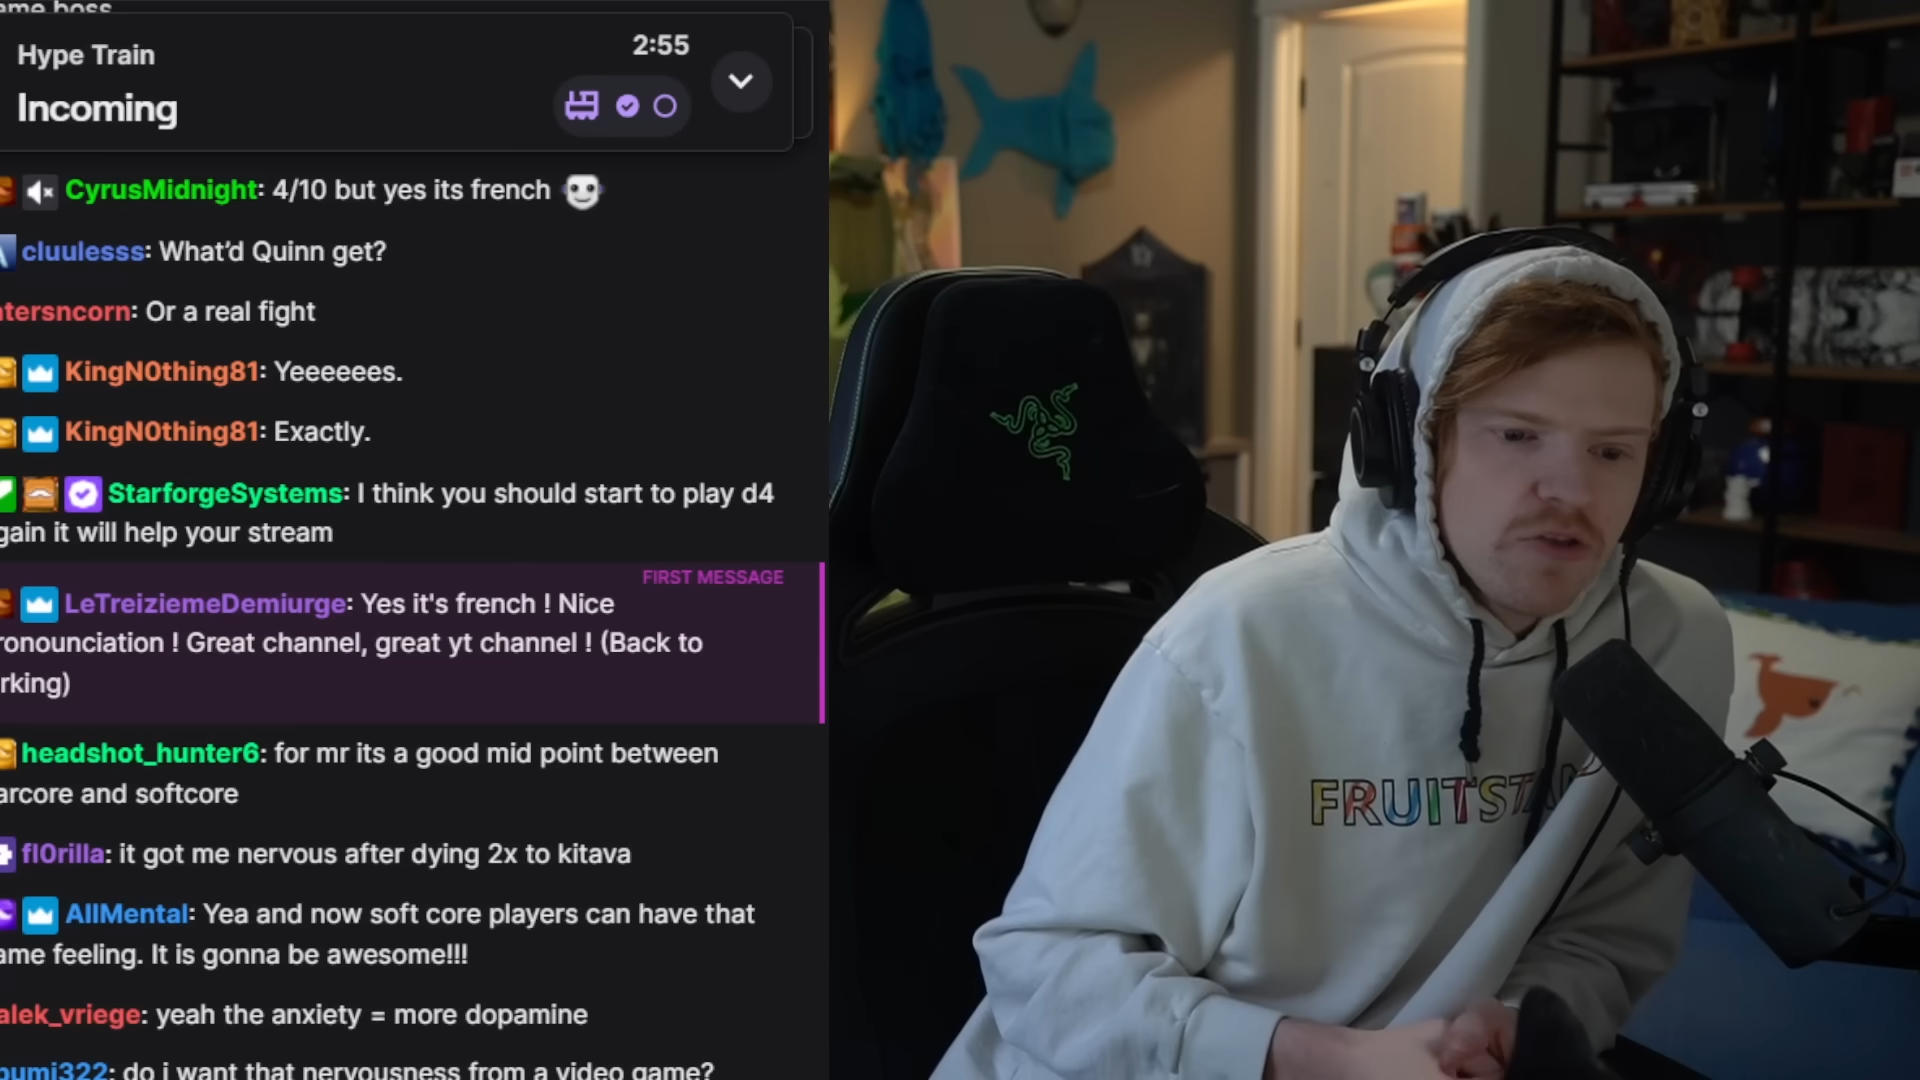 ame boss
Hype Train
2:55
Incoming
CyrusMidnight: 4/10 but yes its french
cluulesss: What'd Quinn get?
tersncorn: Or a real fight
KingN0thing81: Yeeeeees.
KingN0thing81: Exactly.
StarforgeSystems: I think you should start to play d4
gain it will help your stream
FIRST MESSAGE
LeTreiziemeDemiurge: Yes it's french ! Nice
ronounciation ! Great channel, great yt channel ! (Back to
rking)
headshot_hunter6: for mr its a good mid point between
arcore and softcore
fl0rilla: it got me nervous after dying 2x to kitava
AllMental: Yea and now soft core players can have that
ame feeling. It is gonna be awesome!!!
alek_vriege: yeah the anxiety = more dopamine
oumi322: do i want that nervousness from a video game?
FRUITSTAND